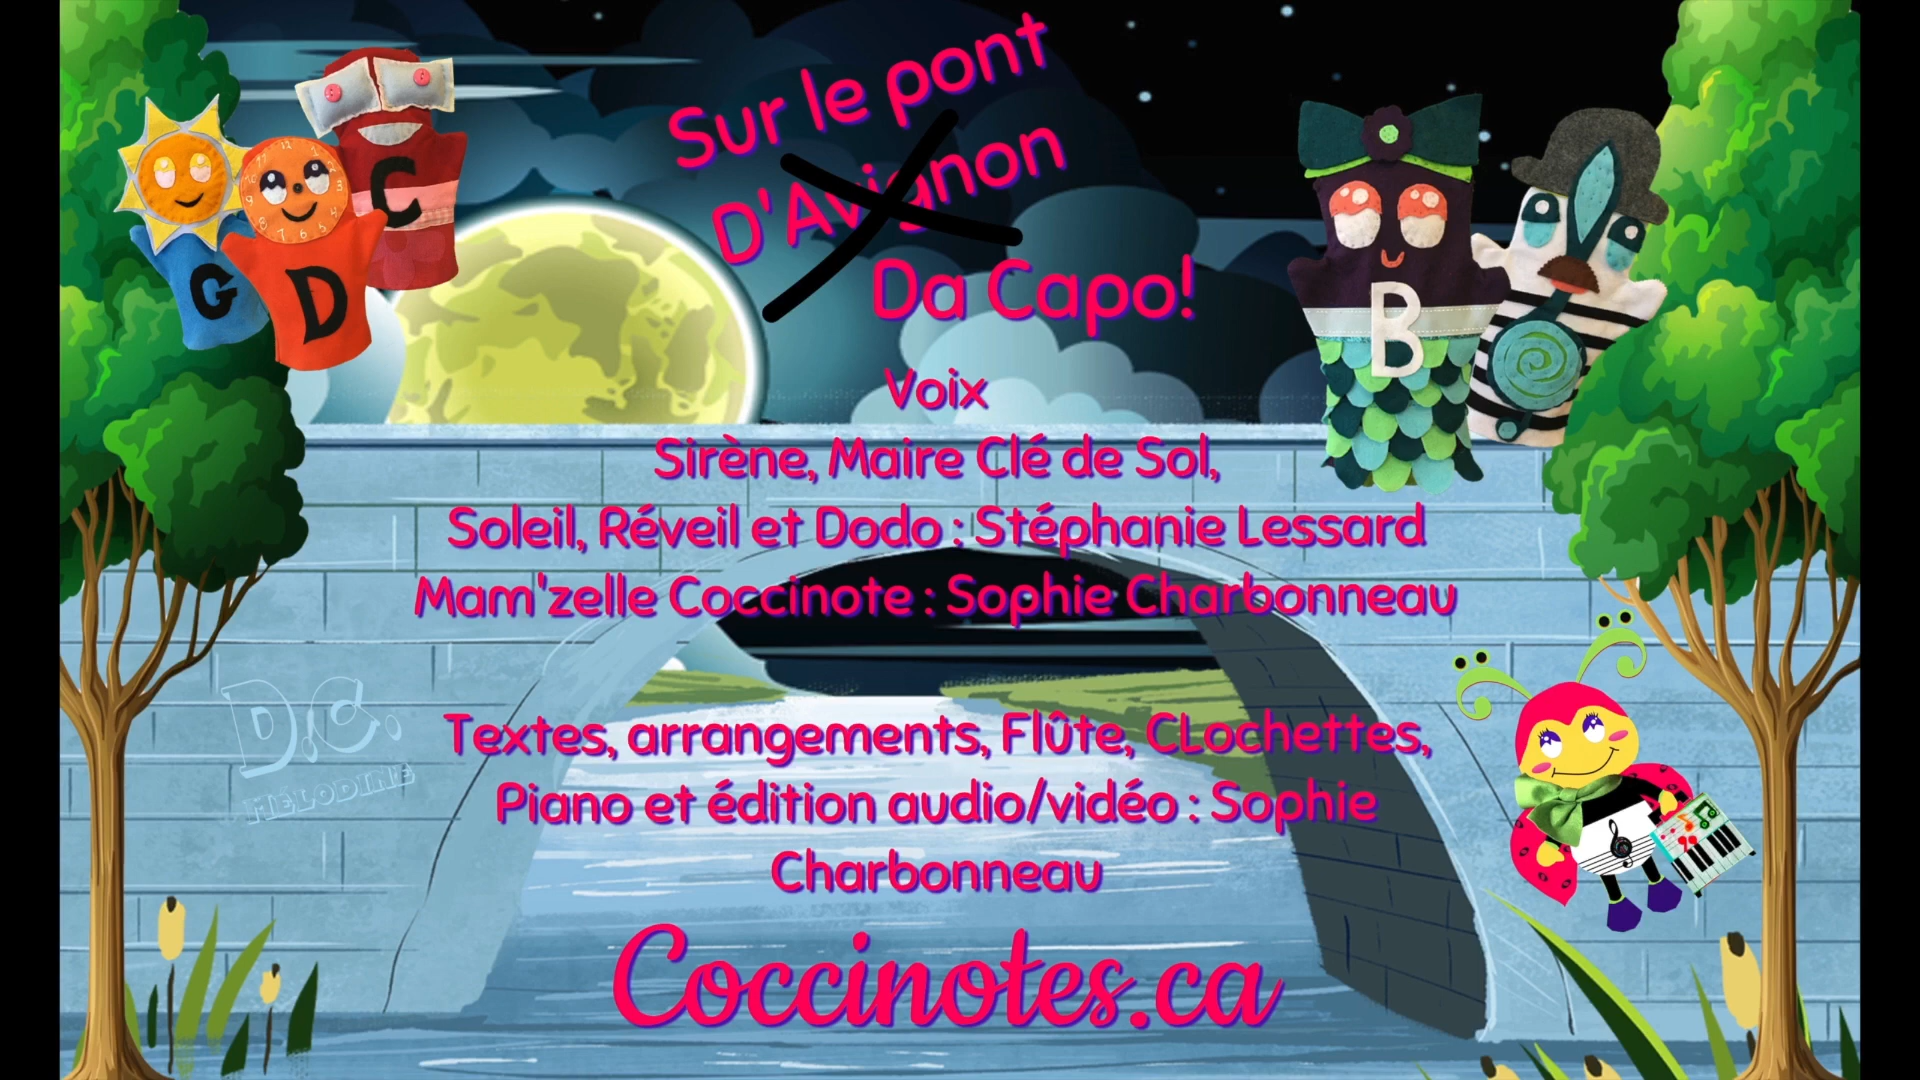 Sur le pont
D'Avignon
Da Capo!
Voix
Sirène, Maire Clé de Sol,
Soleil, Réveil et Dodo : Stéphanie Lessard
Mam'zelle Coccinote : Sophie Charbonneau
Textes, arrangements, Flûte, CLochettes,
Piano et édition audio/vidéo : Sophie
Charbonneau
Coccinotes.ca
G
D
C
B
D.C.
MÉLODINE